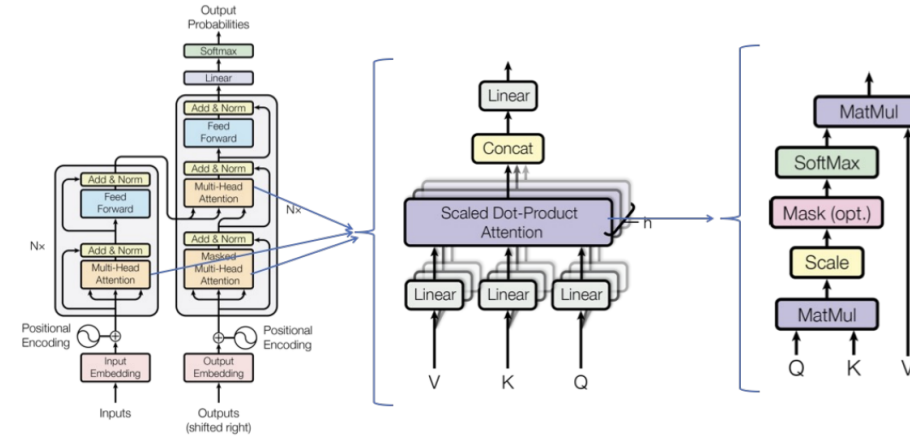 Output
Probabilities
Softmax
Linear
Add & Norm
Feed
Forward
Add & Norm
Multi-Head
Attention
Nx
Add & Norm
Masked
Multi-Head
Attention
Add & Norm
Feed
Forward
Nx
Add & Norm
Multi-Head
Attention
Positional
Encoding
Positional
Encoding
Input
Embedding
Output
Embedding
Inputs
Outputs
(shifted right)
Linear
Concat
Scaled Dot-Product
Attention
h
Linear
Linear
Linear
V
K
Q
MatMul
SoftMax
Mask (opt.)
Scale
MatMul
Q
K
V